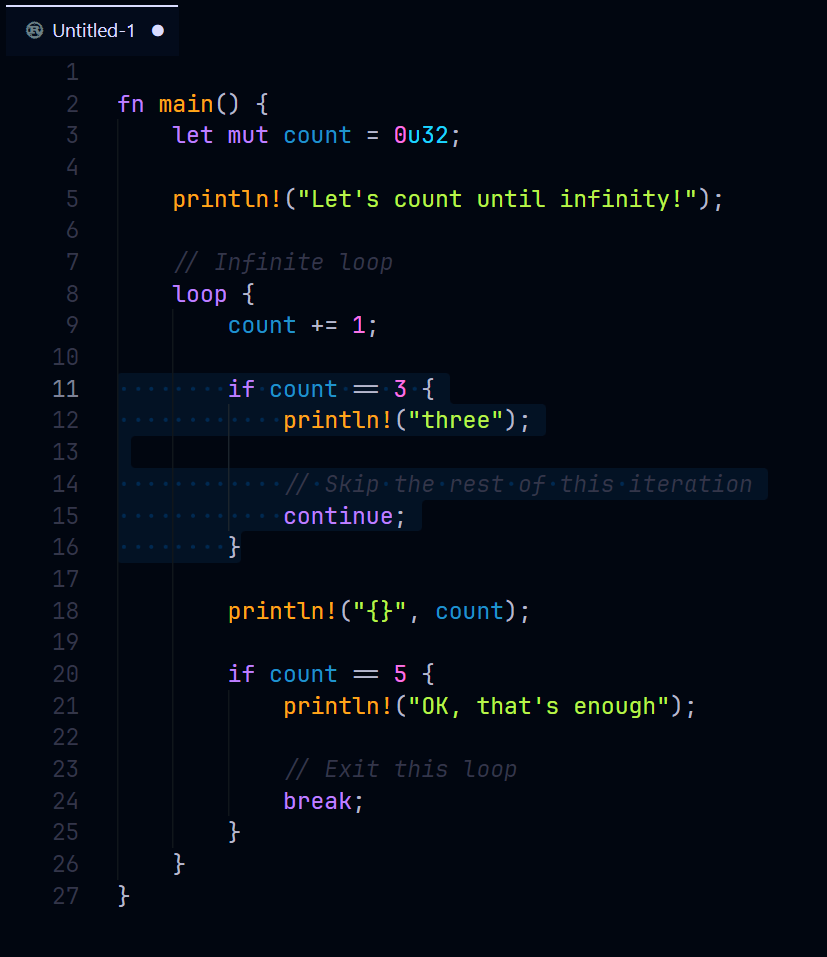 Untitled-1
1
2 fn main() {
3     let mut count = 0u32;
4
5     println!("Let's count until infinity!");
6
7     // Infinite loop
8     loop {
9         count += 1;
10
11         if count == 3 {
12             println!("three");
13
14             // Skip the rest of this iteration
15             continue;
16         }
17
18         println!("{}", count);
19
20         if count == 5 {
21             println!("OK, that's enough");
22
23             // Exit this loop
24             break;
25         }
26     }
27 }